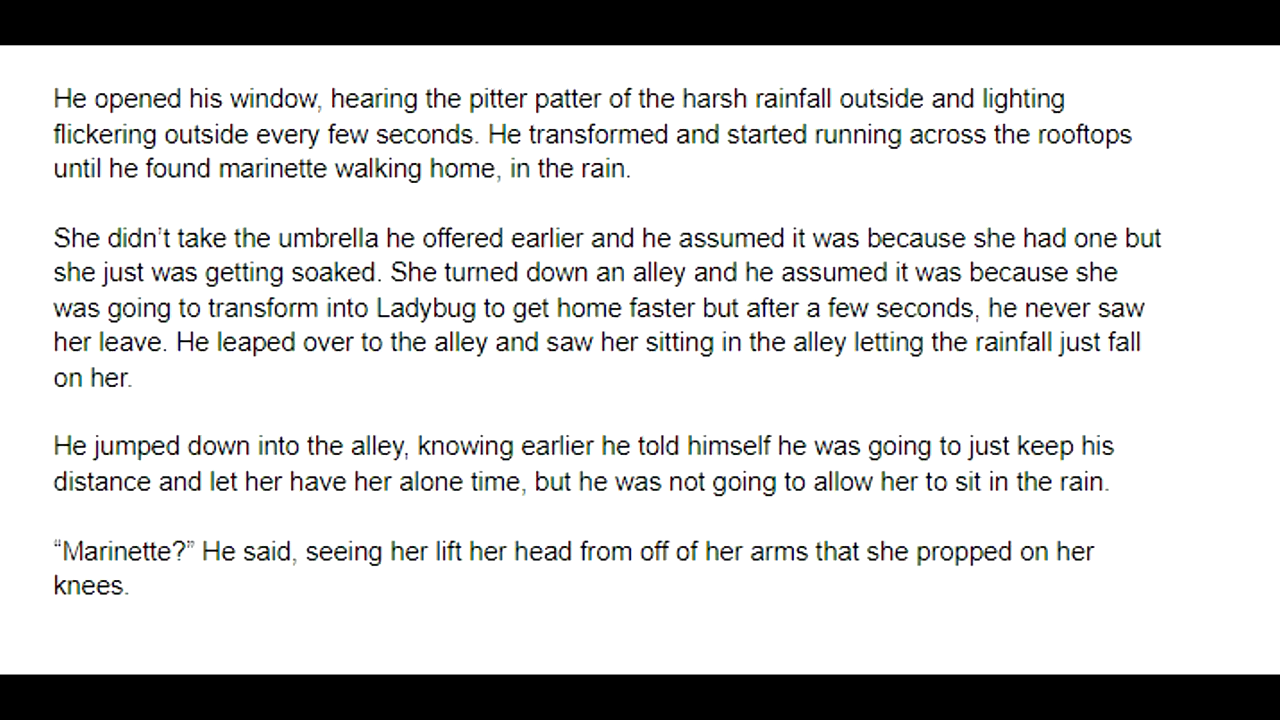 He opened his window, hearing the pitter patter of the harsh rainfall outside and lighting
flickering outside every few seconds. He transformed and started running across the rooftops
until he found marinette walking home, in the rain.
She didn’t take the umbrella he offered earlier and he assumed it was because she had one but
she just was getting soaked. She turned down an alley and he assumed it was because she
was going to transform into Ladybug to get home faster but after a few seconds, he never saw
her leave. He leaped over to the alley and saw her sitting in the alley letting the rainfall just fall
on her.
He jumped down into the alley, knowing earlier he told himself he was going to just keep his
distance and let her have her alone time, but he was not going to allow her to sit in the rain.
“Marinette?” He said, seeing her lift her head from off of her arms that she propped on her
knees.